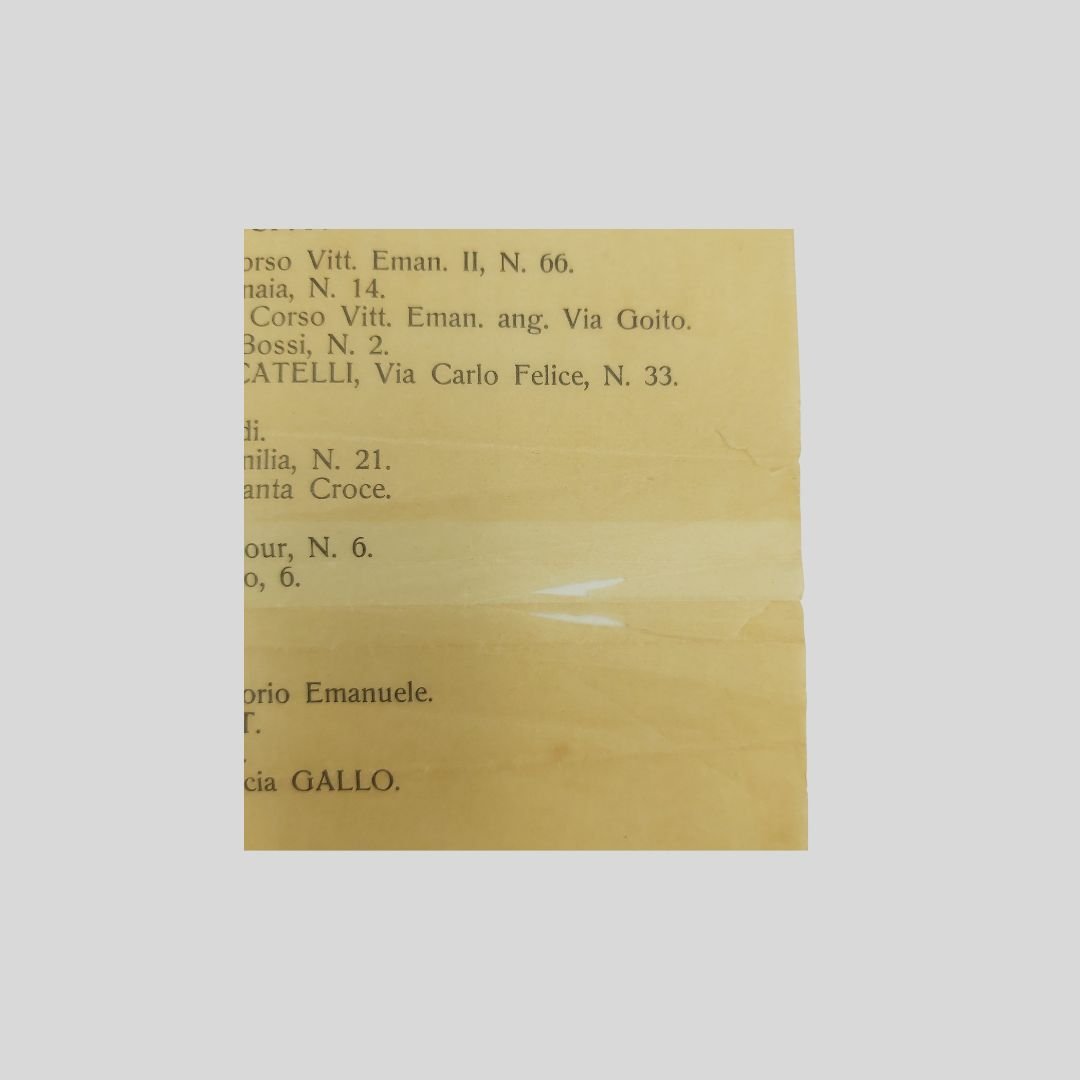 orso Vitt. Eman. II, N. 66.
naia, N. 14.
Corso Vitt. Eman. ang. Via Goito.
Bossi, N. 2.
CATELLI, Via Carlo Felice, N. 33.
di.
nilia, N. 21.
anta Croce.
our, N. 6.
o, 6.
orio Emanuele.
T.
cia GALLO.